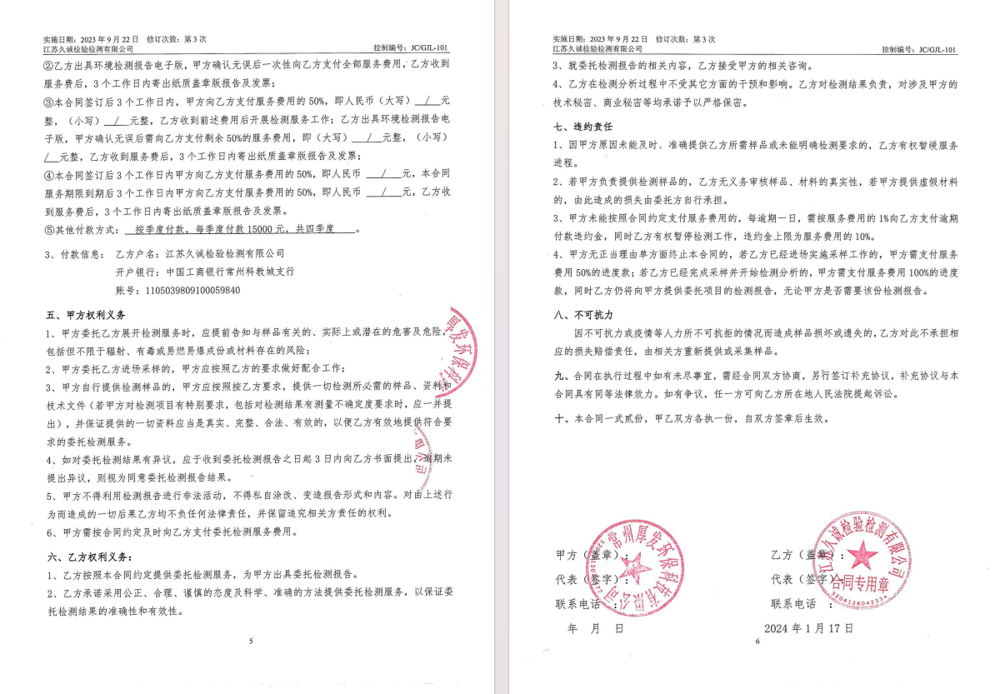 实施日期：2023 年 9 月 22 日　修订次数：第 3 次
江苏久诚检验检测有限公司　控制编号：JC/GJL-101
②乙方出具环境检测报告电子版，甲方确认无误后一次性向乙方支付全部服务费用，乙方收到
服务费后，3 个工作日内寄出纸质盖章版报告及发票；
③本合同签订后 3 个工作日内，甲方向乙方支付服务费用的 50%，即人民币（大写）__/__元
整，（小写）__/__元整，乙方收到前述费用后开展检测服务工作；乙方出具环境检测报告电
子版，甲方确认无误后需向乙方支付剩余 50%的服务费用，即（大写）__/__元整，（小写）
/__元整，乙方收到服务费后，3 个工作日内寄出纸质盖章版报告及发票；
④本合同签订后 3 个工作日内甲方向乙方支付服务费用的 50%，即人民币 __/__元，本合同
服务期限到期后 3 个工作日内甲方向乙方支付服务费用的 50%，即人民币 __/__元，乙方收
到服务费后，3 个工作日内寄出纸质盖章版报告及发票。
⑤其他付款方式：__按季度付款，每季度付款 15000 元，共四季度__。
3、付款信息：　乙方户名：江苏久诚检验检测有限公司
开户银行：中国工商银行常州科教城支行
账号：1105039809100059840
五、甲方权利义务
1、甲方委托乙方展开检测服务时，应提前告知与样品有关的、实际上或潜在的危害及危险，
包括但不限于辐射、有毒或易燃易爆成份或材料存在的风险；
2、甲方委托乙方进场采样的，甲方应按照乙方的要求做好配合工作；
3、甲方自行提供检测样品的，甲方应按照按乙方要求，提供一切检测所必需的样品、资料和
技术文件（若甲方对检测项目有特别要求，包括对检测结果有测量不确定度要求时，应一并提
出），并保证提供的一切资料应当是真实、完整、合法、有效的，以便乙方有效地提供符合要
求的委托检测服务。
4、如对委托检测结果有异议，应于收到委托检测报告之日起 3 日内向乙方书面提出，逾期未
提出异议，则视为同意委托检测报告结果。
5、甲方不得利用检测报告进行非法活动，不得私自涂改、变造报告形式和内容。对由上述行
为而造成的一切后果乙方均不负任何法律责任，并保留追究相关方责任的权利。
6、甲方需按合同约定及时向乙方支付委托检测服务费用。
六、乙方权利义务：
1、乙方按照本合同约定提供委托检测服务，为甲方出具委托检测报告。
2、乙方承诺采用公正、合理、谨慎的态度及科学、准确的方法提供委托检测服务，以保证委
托检测结果的准确性和有效性。
5
厚发环保科技
限公司
实施日期：2023 年 9 月 22 日　修订次数：第 3 次
江苏久诚检验检测有限公司　控制编号：JC/GJL-101
3、就委托检测报告的相关内容，乙方接受甲方的相关咨询。
4、乙方在检测分析过程中不受其它方面的干预和影响。乙方对检测结果负责，对涉及甲方的
技术秘密、商业秘密等均承诺予以严格保密。
七、违约责任
1、因甲方原因未能及时、准确提供乙方所需样品或未能明确检测要求的，乙方有权暂缓服务
进程。
2、若甲方负责提供检测样品的，乙方无义务审核样品、材料的真实性，若甲方提供虚假材料
的，由此造成的损失由委托方自行承担。
3、甲方未能按照合同约定支付服务费用的，每逾期一日，需按服务费用的 1%向乙方支付逾期
付款违约金，同时乙方有权暂停检测工作，违约金上限为服务费用的 10%。
4、甲方无正当理由单方面终止本合同的，若乙方已经进场实施采样工作的，甲方需支付服务
费用 50%的进度款；若乙方已经完成采样并开始检测分析的，甲方需支付服务费用 100%的进度
款，同时乙方仍将向甲方提供委托项目的检测报告，无论甲方是否需要该份检测报告。
八、不可抗力
因不可抗力或疫情等人力所不可抗拒的情况而造成样品损坏或遗失的，乙方对此不承担相
应的损失赔偿责任，由相关方重新提供或采集样品。
九、合同在执行过程中如有未尽事宜，需经合同双方协商，另行签订补充协议，补充协议与本
合同具有同等法律效力。如有争议，任一方可向乙方所在地人民法院提起诉讼。
十、本合同一式贰份，甲乙双方各执一份，自双方签章后生效。
甲方（盖章）：　乙方（盖章）：
代表（签字）：　代表（签字）：
联系电话　：　联系电话　：
年　月　日　2024 年 1 月 17 日
常州厚发环保科技有限公司
江苏久诚检验检测有限公司
合同专用章
3204126042334
6